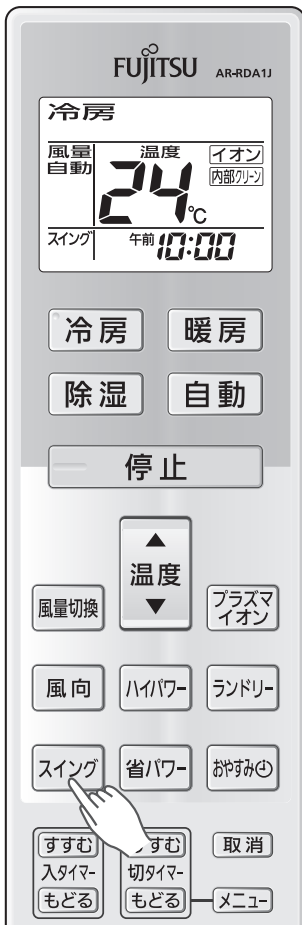 FUJITSU AR-RDA1J
冷房
風量 温度 イオン
自動 24℃ 内部クリーン
スイング 午前10:00
冷房 暖房
除湿 自動
停止
▲
温度
▼
風量切換
プラズマ
イオン
風向 ハイパワー ランドリー
スイング 省パワー おやすみ
すすむ すすむ 取消
入タイマー 切タイマー
もどる もどる メニュー